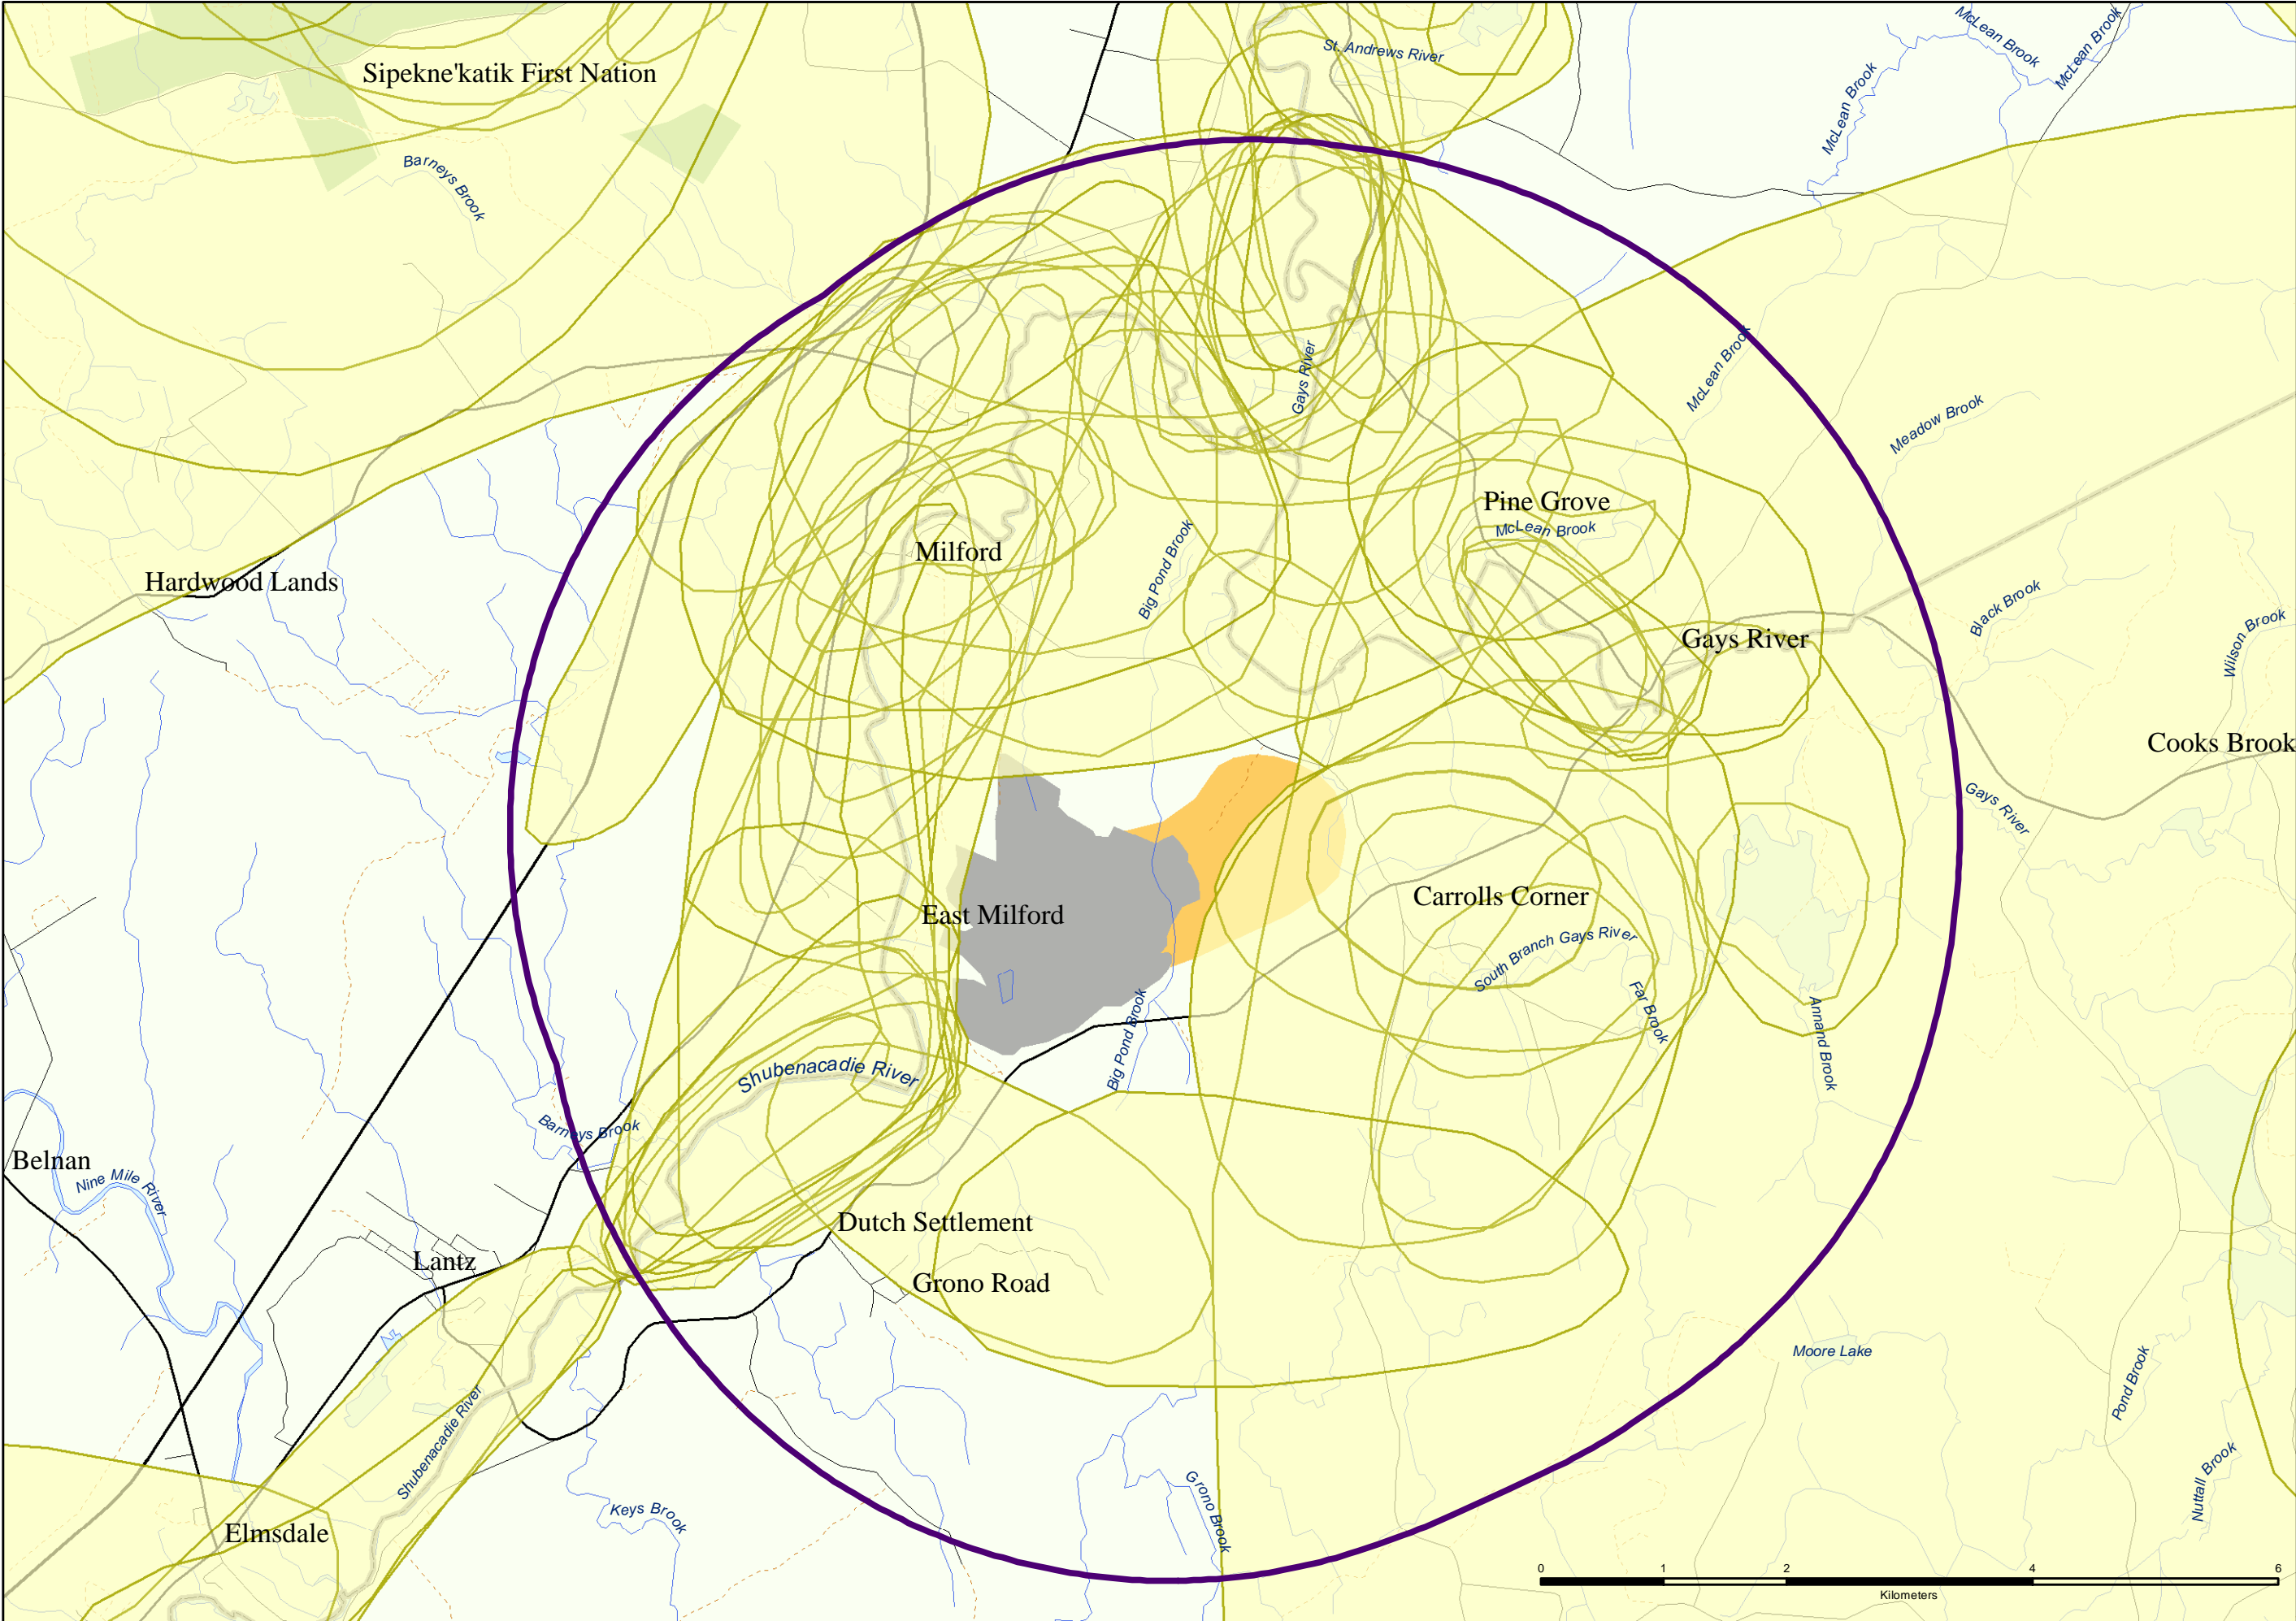 McLean Brook
McLean Brook
St. Andrews River
Sipekne'katik First Nation
McLean Brook
Barneys Brook
McLean Brook
Gays River
Meadow Brook
Pine Grove
McLean Brook
Milford
Big Pond Brook
Hardwood Lands
Black Brook
Gays River
Wilson Brook
Cooks Brook
Gays River
Carrolls Corner
East Milford
South Branch Gays River
Far Brook
Annand Brook
Big Pond Brook
Shubenacadie River
Barneys Brook
Belnan
Nine Mile River
Dutch Settlement
Lantz
Grono Road
Moore Lake
Pond Brook
Shubenacadie River
Nuttall Brook
Grono Brook
Keys Brook
Elmsdale
0 1 2 4 6
Kilometers